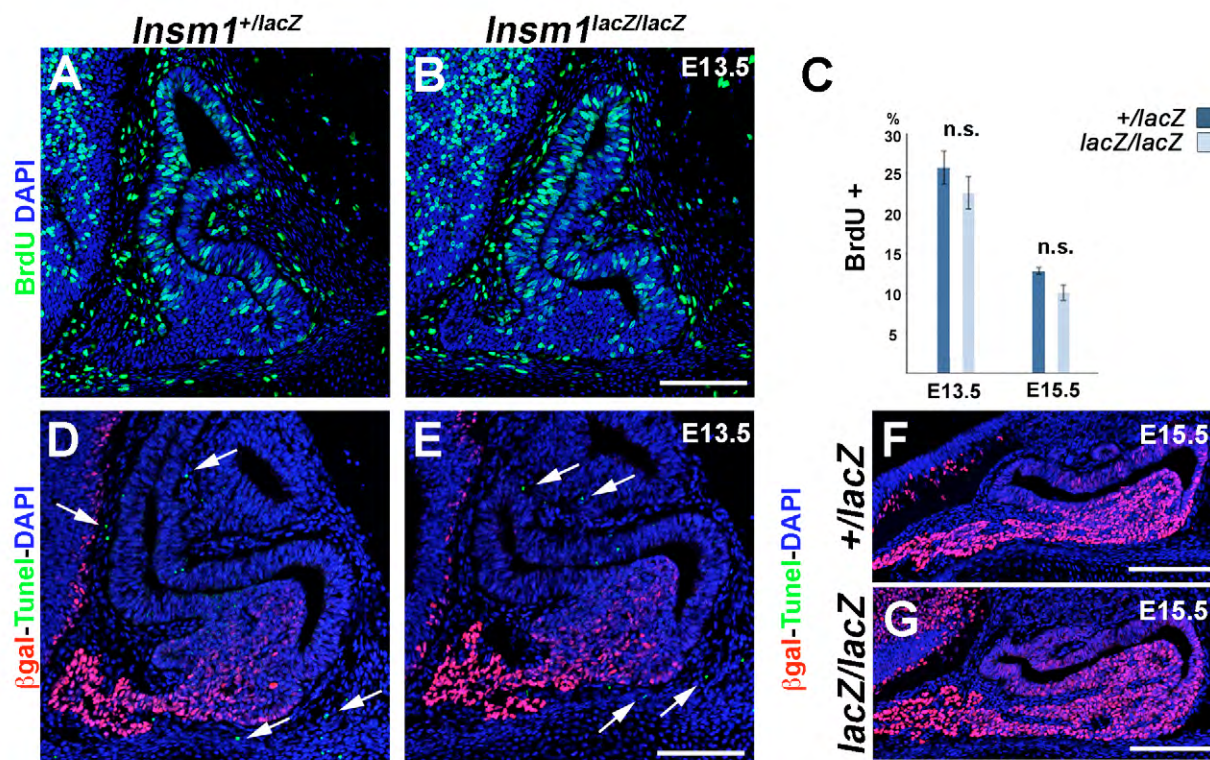 Insm1+/lacZ
Insm1lacZ/lacZ
A
B
E13.5
BrdU DAPI
C
+/lacZ
lacZ/lacZ
%
30
25
20
15
10
5
BrdU +
n.s.
n.s.
E13.5
E15.5
D
E
E13.5
βgal-Tunel-DAPI
F
E15.5
+/lacZ
G
E15.5
lacZ/lacZ
βgal-Tunel-DAPI